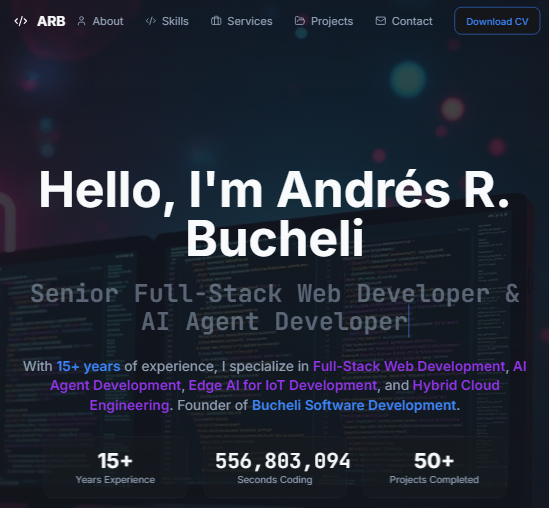 </> ARB About </> Skills Services Projects Contact Download CV
Hello, I'm Andrés R.
Bucheli
Senior Full-Stack Web Developer &
AI Agent Developer
With 15+ years of experience, I specialize in Full-Stack Web Development, AI
Agent Development, Edge AI for IoT Development, and Hybrid Cloud
Engineering. Founder of Bucheli Software Development.
15+ 556,803,094 50+
Years Experience Seconds Coding Projects Completed